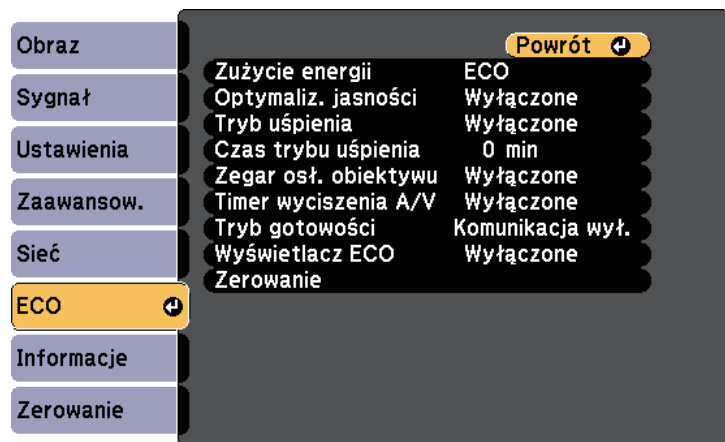 Obraz
Sygnał
Ustawienia
Zaawansow.
Sieć
ECO
Informacje
Zerowanie
Powrót
Zużycie energii ECO
Optymaliz. jasności Wyłączone
Tryb uśpienia Wyłączone
Czas trybu uśpienia 0 min
Zegar osł. obiektywu Wyłączone
Timer wyciszenia A/V Wyłączone
Tryb gotowości Komunikacja wył.
Wyświetlacz ECO Wyłączone
Zerowanie